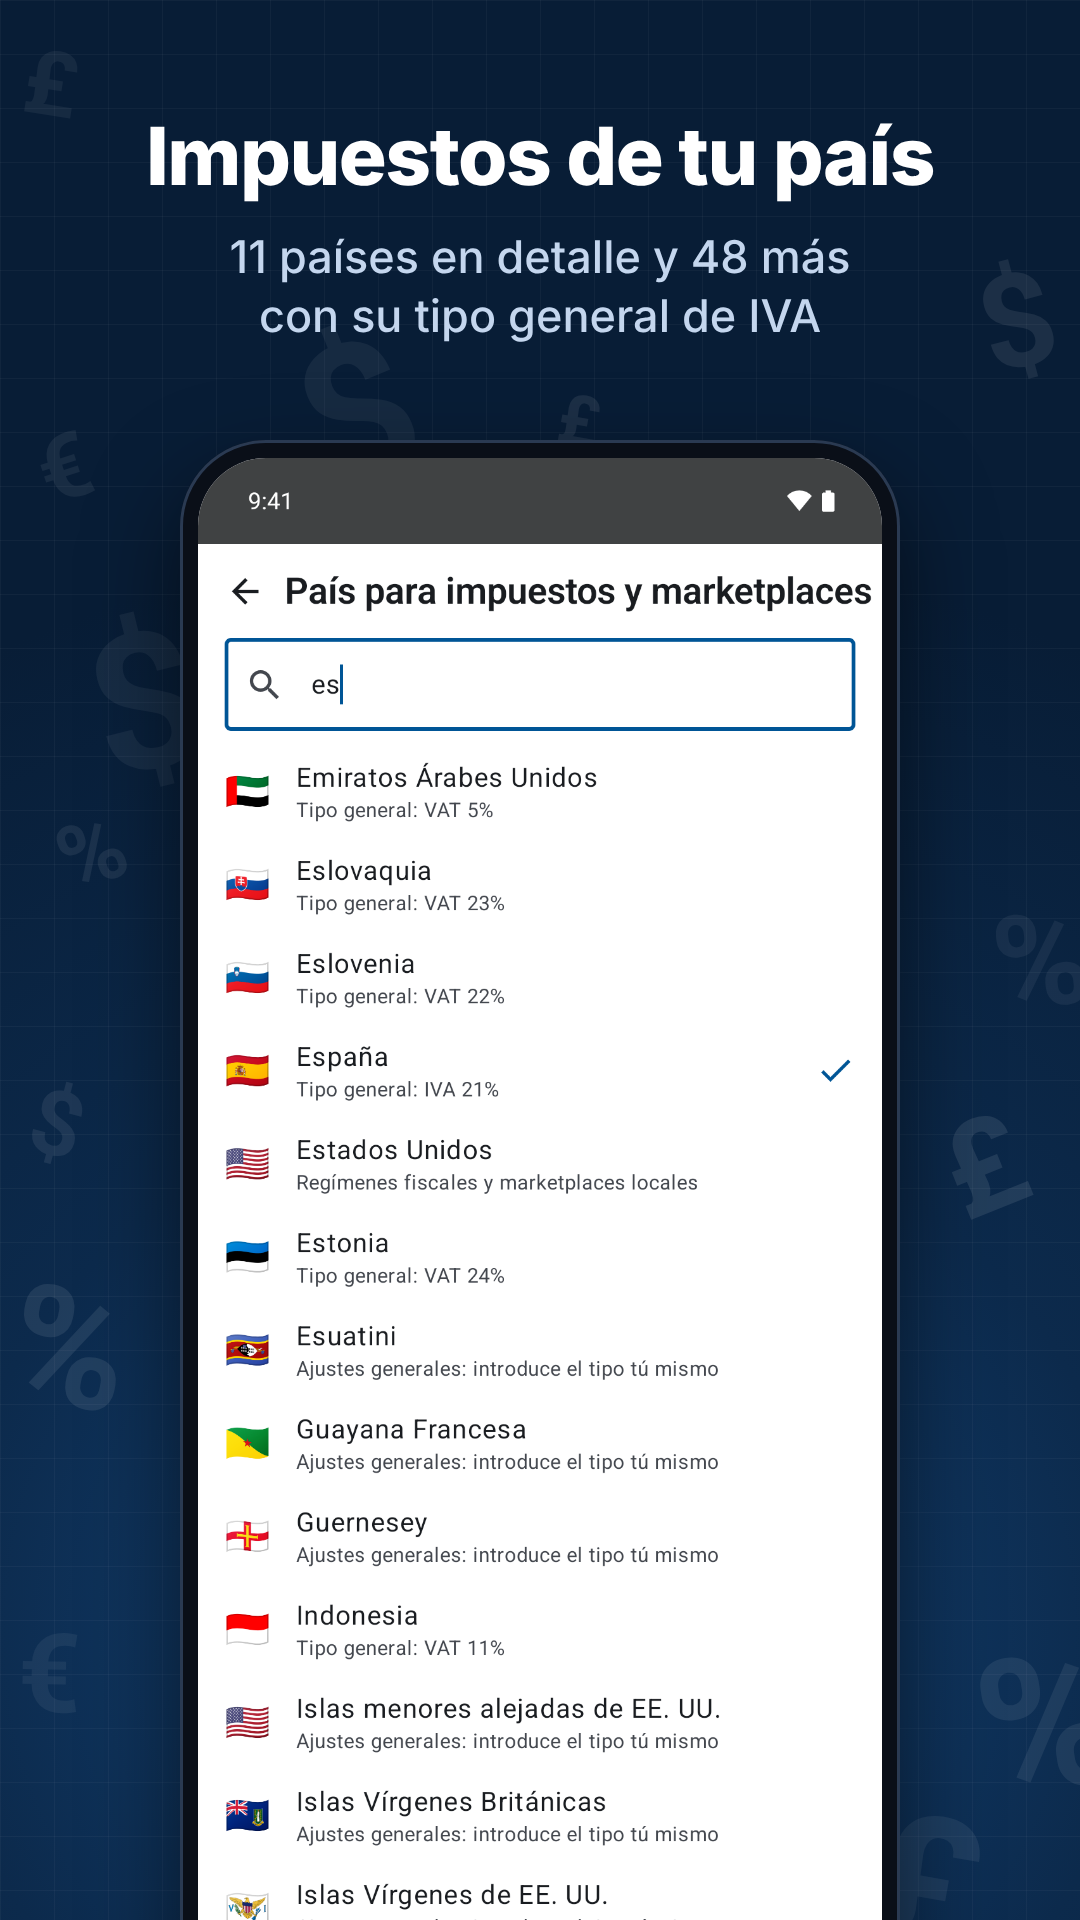 Impuestos de tu país
11 países en detalle y 48 más
con su tipo general de IVA
9:41
País para impuestos y marketplaces
es
Emiratos Árabes Unidos
Tipo general: VAT 5%
Eslovaquia
Tipo general: VAT 23%
Eslovenia
Tipo general: VAT 22%
España
Tipo general: IVA 21%
Estados Unidos
Regímenes fiscales y marketplaces locales
Estonia
Tipo general: VAT 24%
Esuatini
Ajustes generales: introduce el tipo tú mismo
Guayana Francesa
Ajustes generales: introduce el tipo tú mismo
Guernesey
Ajustes generales: introduce el tipo tú mismo
Indonesia
Tipo general: VAT 11%
Islas menores alejadas de EE. UU.
Ajustes generales: introduce el tipo tú mismo
Islas Vírgenes Británicas
Ajustes generales: introduce el tipo tú mismo
Islas Vírgenes de EE. UU.